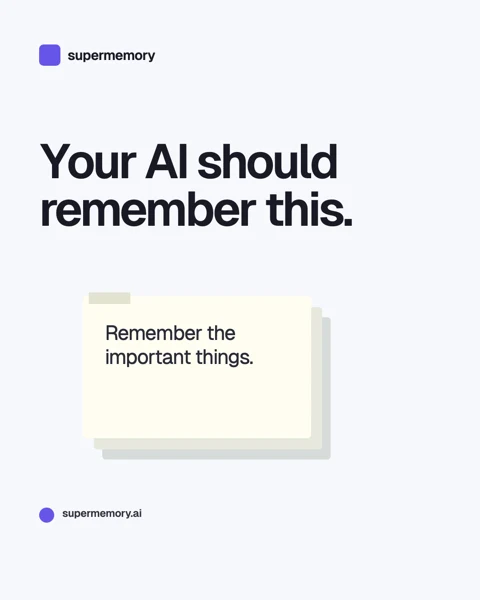 supermemory
Your AI should
remember this.
Remember the
important things.
supermemory.ai